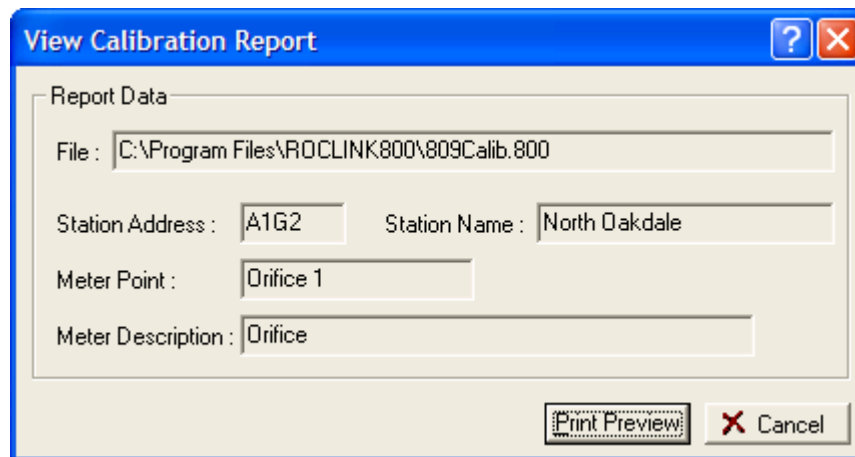 View Calibration Report
?
Report Data
File : C:\Program Files\ROCLINK800\809Calib.800
Station Address : A1G2 Station Name : North Oakdale
Meter Point : Orifice 1
Meter Description : Orifice
Print Preview Cancel